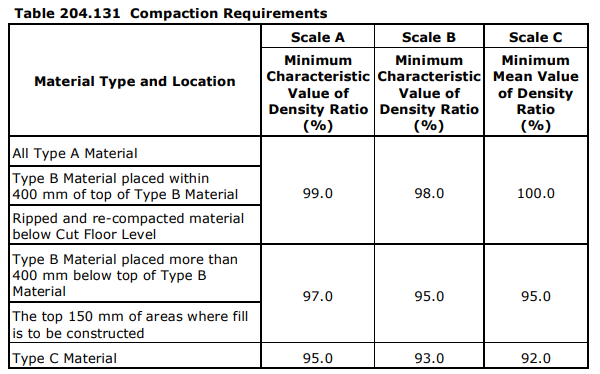 Table 204.131 Compaction Requirements
Material Type and Location
Scale A
Scale B
Scale C
Minimum
Characteristic
Value of
Density Ratio
(%)
Minimum
Characteristic
Value of
Density Ratio
(%)
Minimum
Mean Value
of Density
Ratio
(%)
All Type A Material
Type B Material placed within
400 mm of top of Type B Material
Ripped and re-compacted material
below Cut Floor Level
99.0
98.0
100.0
Type B Material placed more than
400 mm below top of Type B
Material
The top 150 mm of areas where fill
is to be constructed
97.0
95.0
95.0
Type C Material
95.0
93.0
92.0